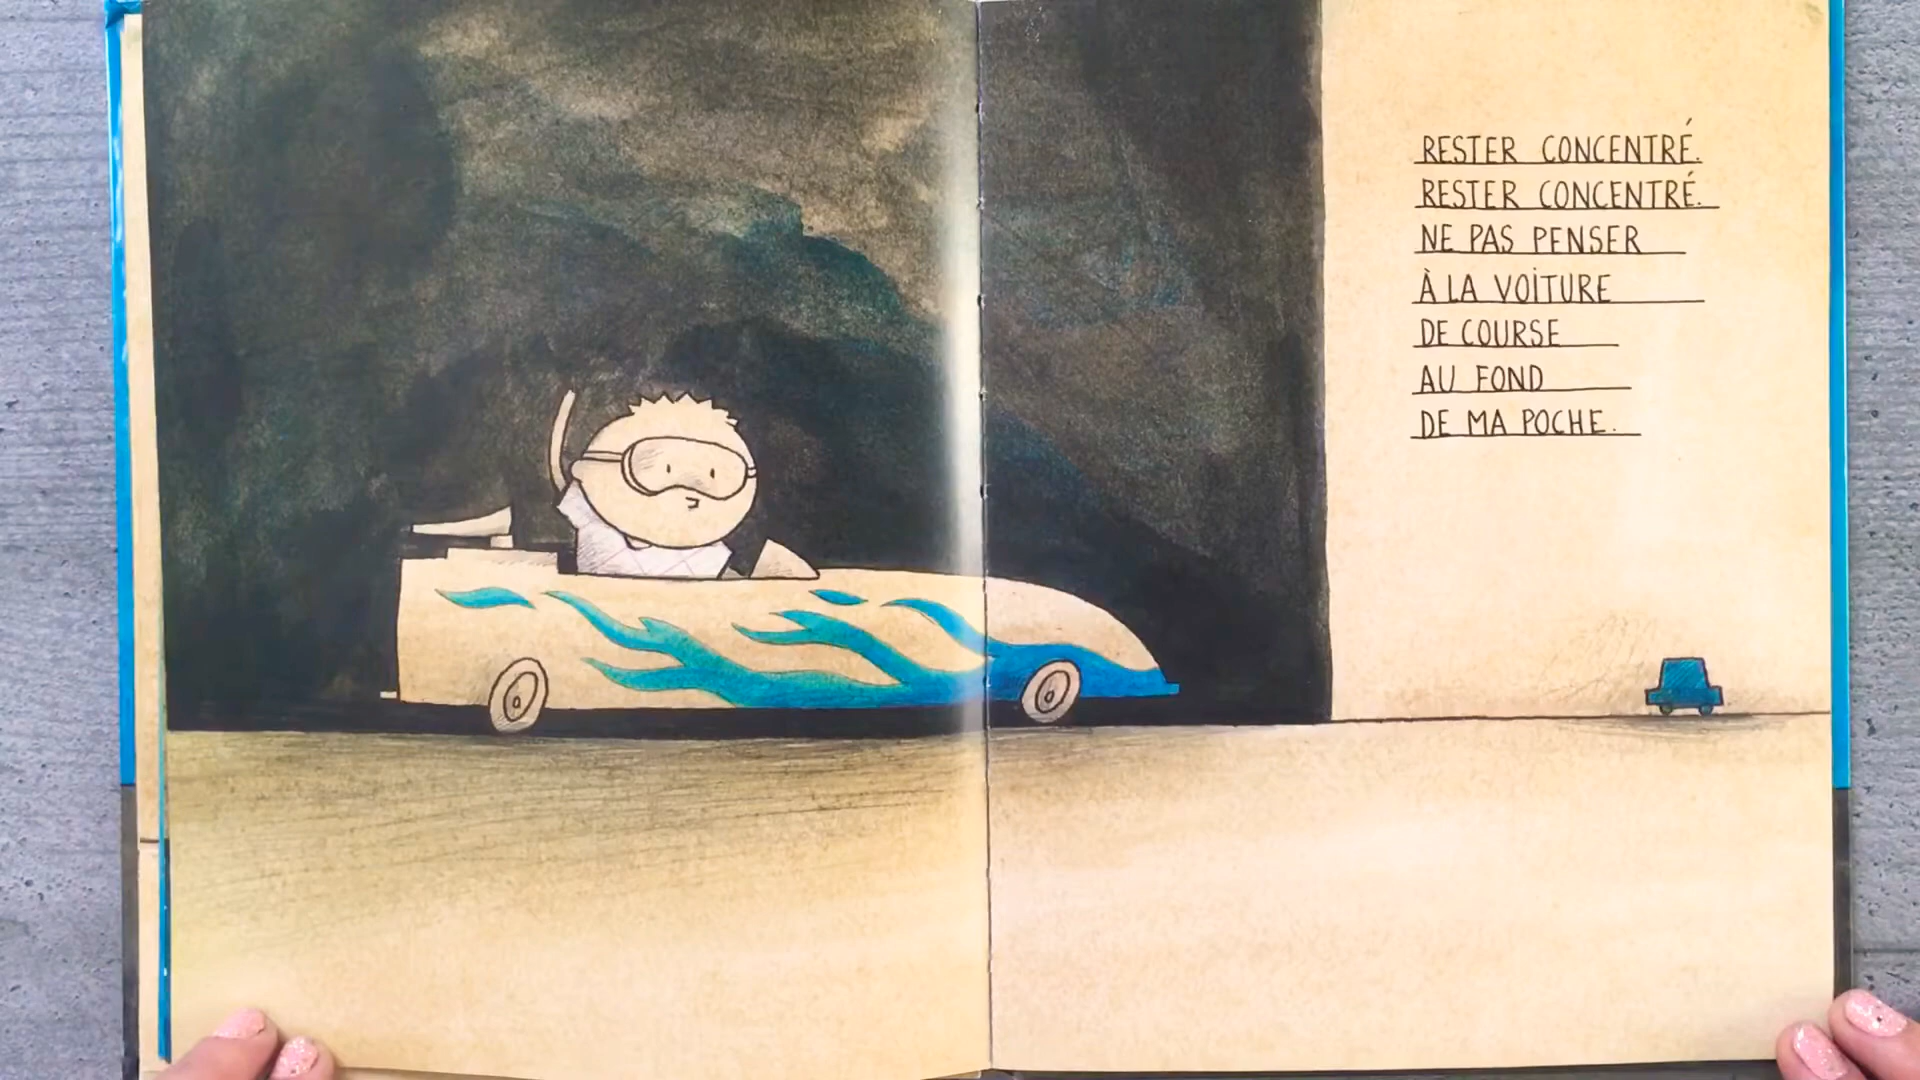 RESTER CONCENTRÉ.
RESTER CONCENTRÉ.
NE PAS PENSER
À LA VOITURE
DE COURSE
AU FOND
DE MA POCHE.